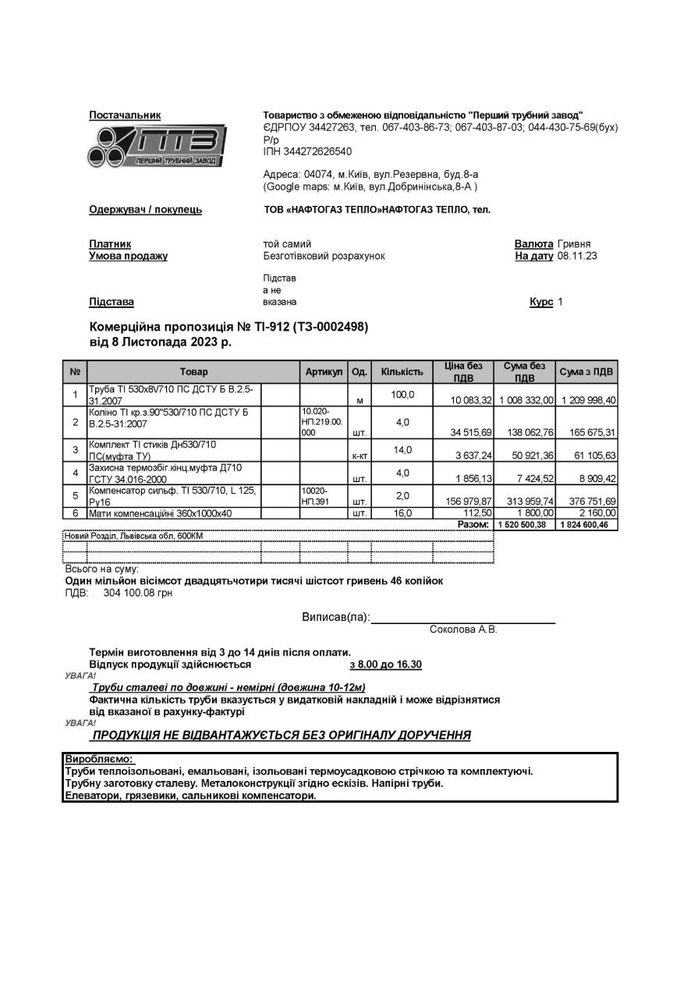 Постачальник
Товариство з обмеженою відповідальністю "Перший трубний завод"
ЄДРПОУ 34427263, тел. 067-403-86-73; 067-403-87-03; 044-430-75-69(бух)
Р/р
ІПН 344272626540
ПТЗ
ПЕРШИЙ ТРУБНИЙ ЗАВОД
Адреса: 04074, м.Київ, вул.Резервна, буд.8-а
(Google maps: м.Київ, вул.Добринінська,8-А )
Одержувач / покупець ТОВ «НАФТОГАЗ ТЕПЛО»НАФТОГАЗ ТЕПЛО, тел.
Платник той самий Валюта Гривня
Умова продажу Безготівковий розрахунок На дату 08.11.23
Підстав
а не
Підстава вказана Курс 1
Комерційна пропозиція № ТІ-912 (ТЗ-0002498)
від 8 Листопада 2023 р.
№ Товар Артикул Од. Кількість Ціна без ПДВ Сума без ПДВ Сума з ПДВ
1 Труба ТІ 530х8\/710 ПС ДСТУ Б В.2.5-
31.2007 м 100,0 10 083,32 1 008 332,00 1 209 998,40
2 Коліно ТІ кр.з.90"530/710 ПС ДСТУ Б
В.2.5-31:2007 10.020-НП.219.00.000 шт. 4,0 34 515,69 138 062,76 165 675,31
3 Комплект ТІ стиків Дн530/710
ПС(муфта ТУ) к-кт 14,0 3 637,24 50 921,36 61 105,63
4 Захисна термозбіг.кінц.муфта Д710
ГСТУ 34.016-2000 шт. 4,0 1 856,13 7 424,52 8 909,42
5 Компенсатор сильф. ТІ 530/710, L 125,
Ру16 10020-НП.391 шт. 2,0 156 979,87 313 959,74 376 751,69
6 Мати компенсаційні 360х1000х40 шт. 16,0 112,50 1 800,00 2 160,00
Разом: 1 520 500,38 1 824 600,46
Новий Розділ, Львівська обл, 600КМ
Всього на суму:
Один мільйон вісімсот двадцятьчотири тисячі шістсот гривень 46 копійок
ПДВ: 304 100.08 грн
Виписав(ла):
Соколова А.В.
Термін виготовлення від 3 до 14 днів після оплати.
Відпуск продукції здійснюється з 8.00 до 16.30
УВАГА!
Труби сталеві по довжині - немірні (довжина 10-12м)
Фактична кількість труби вказується у видатковій накладній і може відрізнятися
від вказаної в рахунку-фактурі
УВАГА!
ПРОДУКЦІЯ НЕ ВІДВАНТАЖУЄТЬСЯ БЕЗ ОРИГІНАЛУ ДОРУЧЕННЯ
Виробляємо:
Труби теплоізольовані, емальовані, ізольовані термоусадковою стрічкою та комплектуючі.
Трубну заготовку сталеву. Металоконструкції згідно ескізів. Напірні труби.
Елеватори, грязевики, сальникові компенсатори.